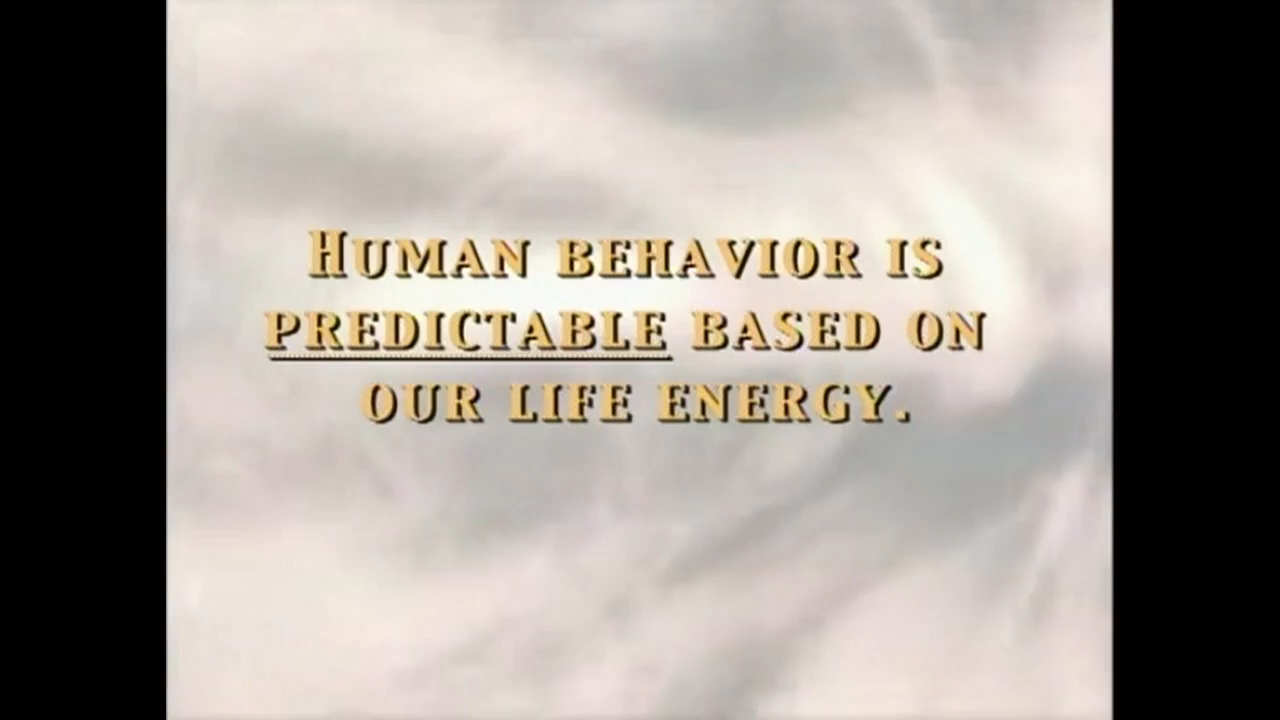 Human behavior is
predictable based on
our life energy.